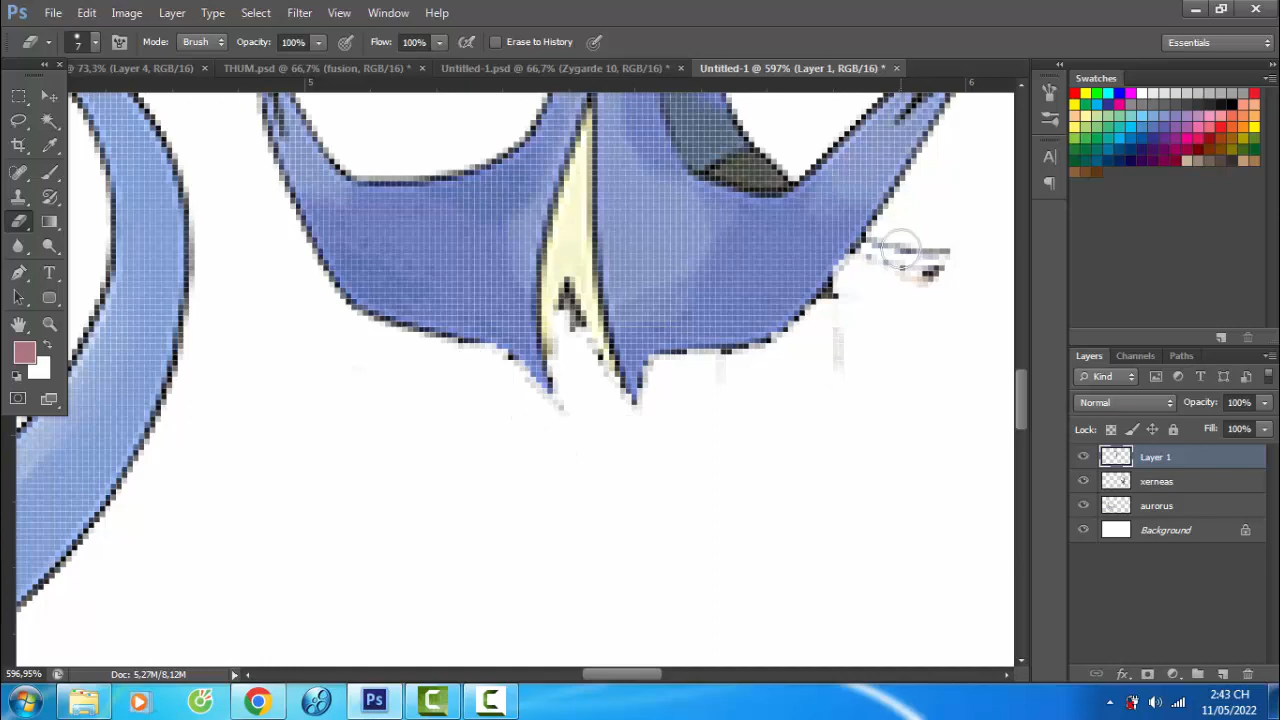 Ps File Edit Image Layer Type Select Filter View Window Help
7 Mode: Brush Opacity: 100% Flow: 100% Erase to History Essentials
@ 73,3% (Layer 4, RGB/16) × THUM.psd @ 66,7% (fusion, RGB/16) * × Untitled-1.psd @ 66,7% (Zygarde 10, RGB/16) * × Untitled-1 @ 597% (Layer 1, RGB/16) * ×
5 6
Swatches
Layers Channels Paths
Kind
Normal Opacity: 100%
Lock: Fill: 100%
Layer 1
xerneas
aurorus
Background
596,95% Doc: 5,27M/8,12M
2:43 CH
11/05/2022